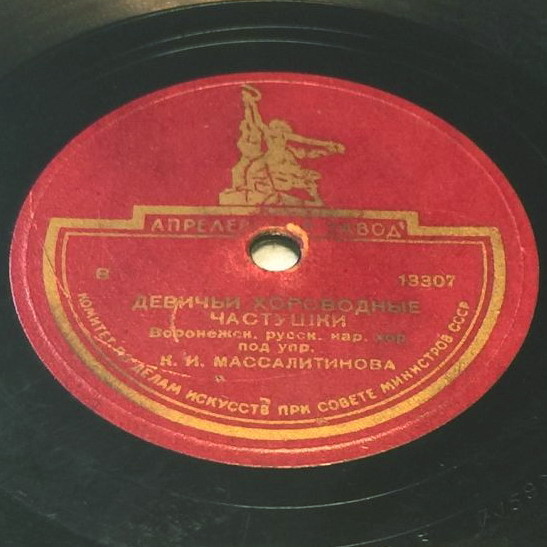 АПРЕЛЕВСКИЙ ЗАВОД
В 13307
ДЕВИЧЬИ ХОРОВОДНЫЕ
ЧАСТУШКИ
Воронежск. русск. нар. хор
под упр.
К. И. МАССАЛИТИНОВА
КОМИТЕТ ПО ДЕЛАМ ИСКУССТВ ПРИ СОВЕТЕ МИНИСТРОВ СССР